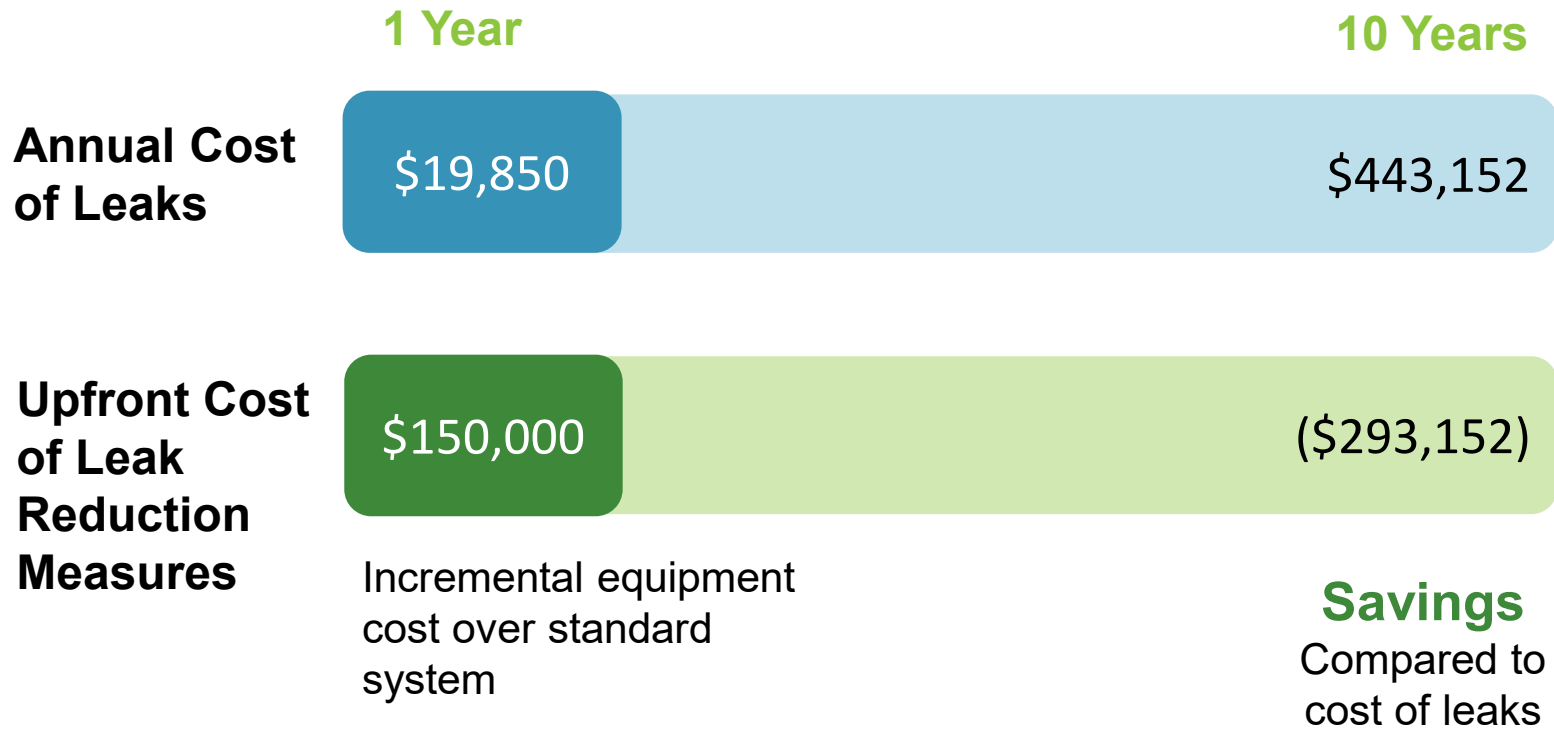 1 Year
10 Years
Annual Cost
of Leaks
$19,850
$443,152
Upfront Cost
of Leak
Reduction
Measures
$150,000
($293,152)
Incremental equipment
cost over standard
system
Savings
Compared to
cost of leaks